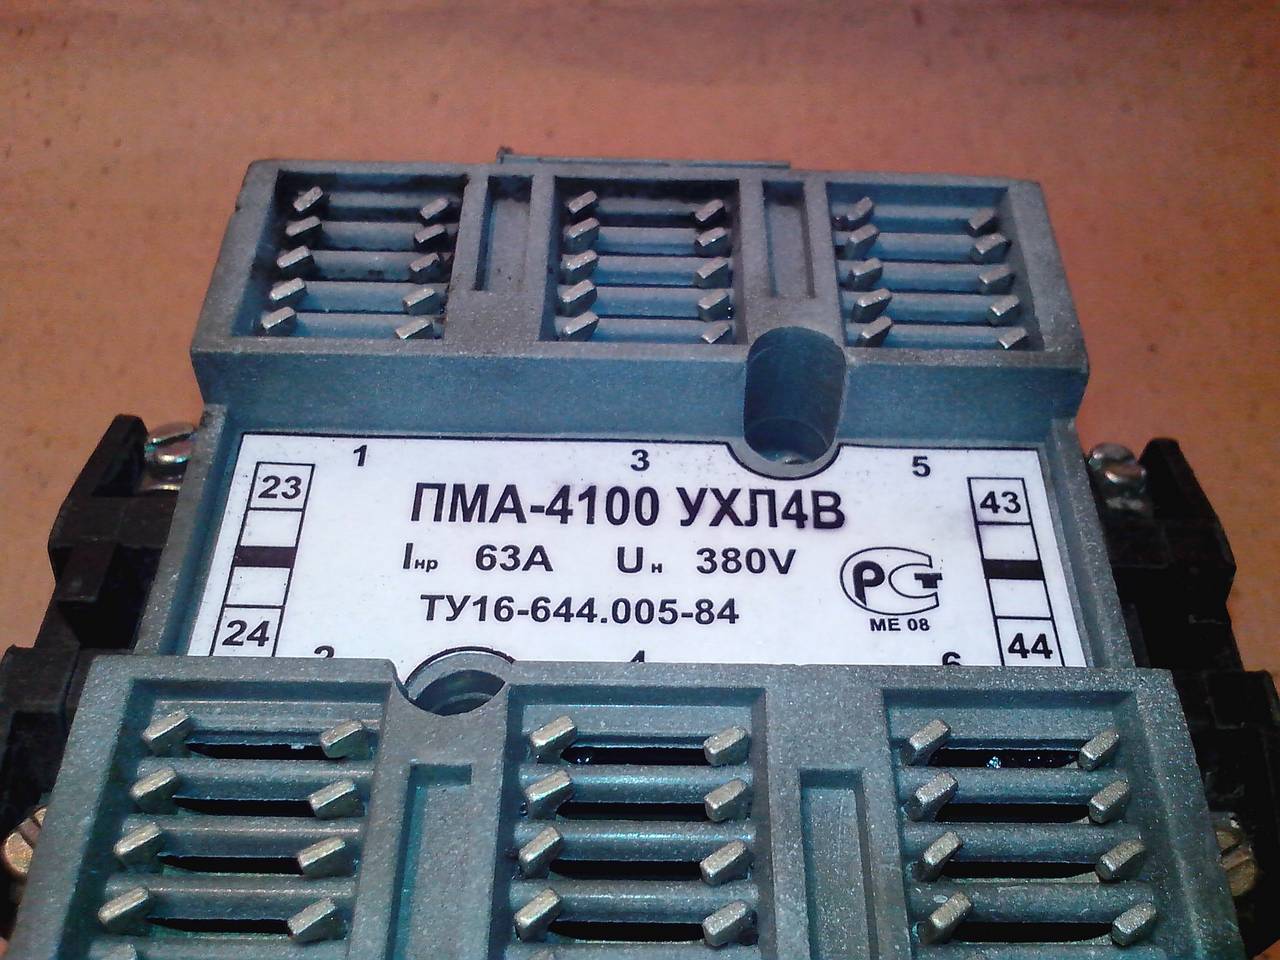 1 3 5
23
43
ПМА-4100 УХЛ4В
Iнр 63А Uн 380V
ТУ16-644.005-84
РСТ
МЕ 08
24
44
2 4 6